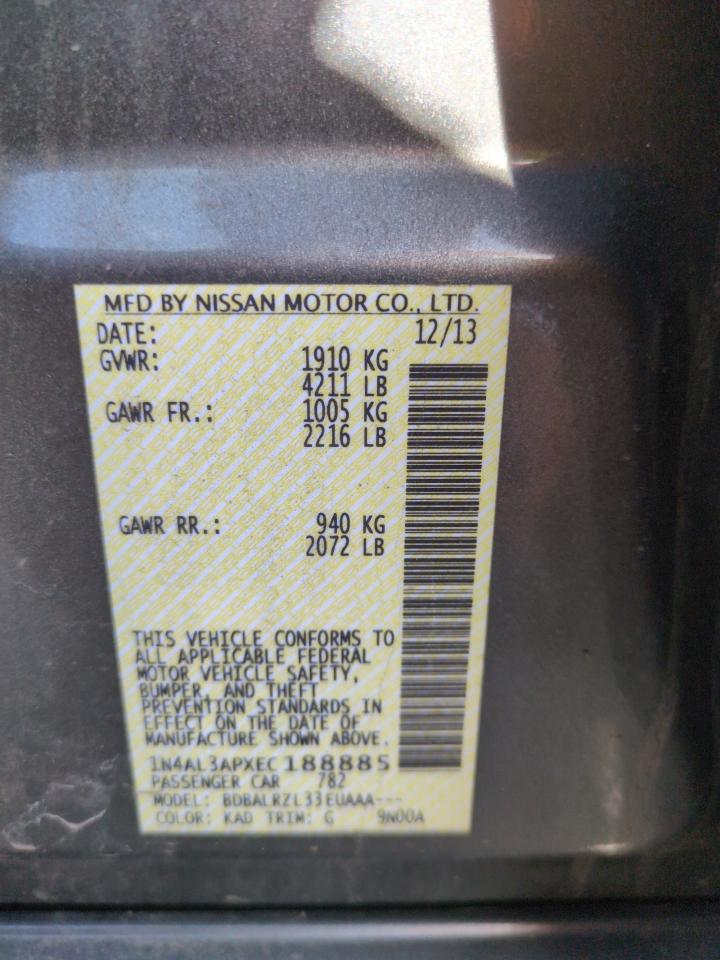 MFD BY NISSAN MOTOR CO., LTD.
DATE: 12/13
GVWR: 1910 KG
4211 LB
GAWR FR.: 1005 KG
2216 LB
GAWR RR.: 940 KG
2072 LB
THIS VEHICLE CONFORMS TO
ALL APPLICABLE FEDERAL
MOTOR VEHICLE SAFETY,
BUMPER, AND THEFT
PREVENTION STANDARDS IN
EFFECT ON THE DATE OF
MANUFACTURE SHOWN ABOVE.
1N4AL3APXEC188885
PASSENGER CAR 782
MODEL: BDBALRZL33EUAAA---
COLOR: KAD TRIM: G 9N00A